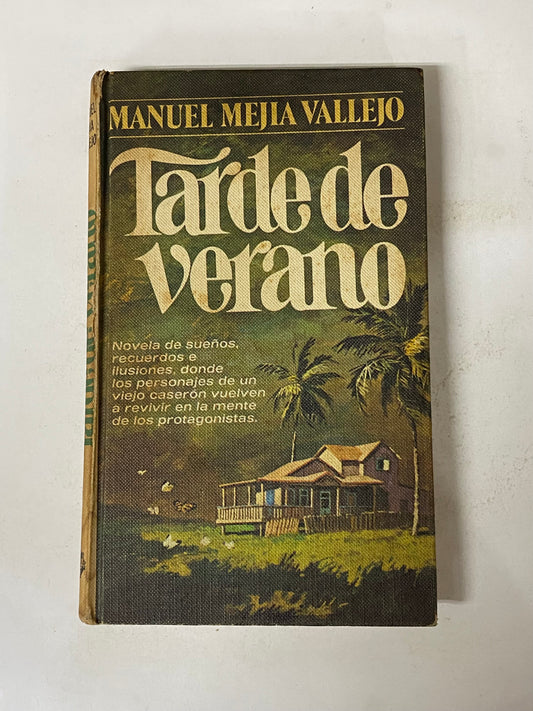 MANUEL MEJIA VALLEJO
Tarde de
verano
Novela de sueños,
recuerdos e
ilusiones, donde
los personajes de un
viejo caserón vuelven
a revivir en la mente
de los protagonistas.